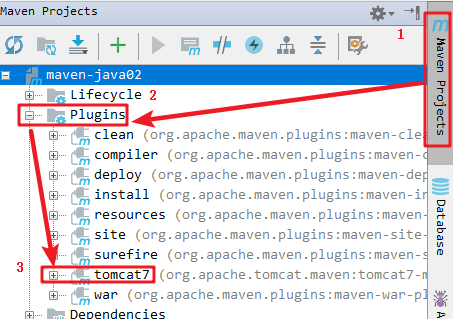 Maven Projects
1
Maven Projects
maven-java02
Lifecycle 2
Plugins
clean (org.apache.maven.plugins:maven-cle
compiler (org.apache.maven.plugins:maven-c
deploy (org.apache.maven.plugins:maven-dep
install (org.apache.maven.plugins:maven-in
resources (org.apache.maven.plugins:maven-
site (org.apache.maven.plugins:maven-site-
surefire (org.apache.maven.plugins:maven-s
3 tomcat7 (org.apache.tomcat.maven:tomcat7-m
war (org.apache.maven.plugins:maven-war-pl
Dependencies
Database
A